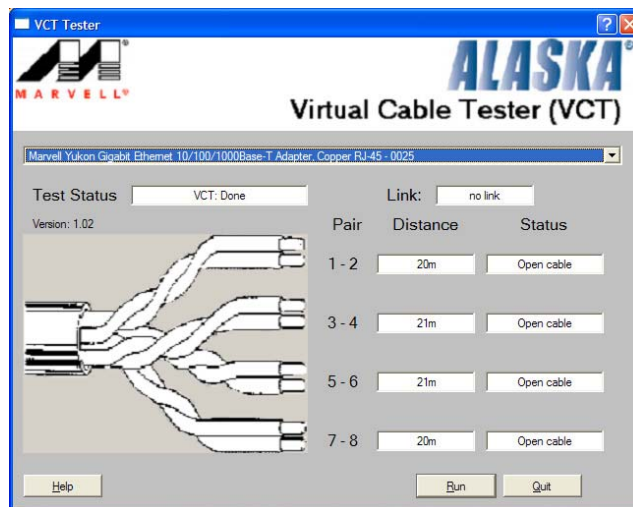 VCT Tester
MARVELL®
ALASKA®
Virtual Cable Tester (VCT)
Marvell Yukon Gigabit Ethernet 10/100/1000Base-T Adapter, Copper RJ-45 - 0025
Test Status VCT: Done Link: no link
Version: 1.02
Pair Distance Status
1 - 2 20m Open cable
3 - 4 21m Open cable
5 - 6 21m Open cable
7 - 8 20m Open cable
Help Run Quit